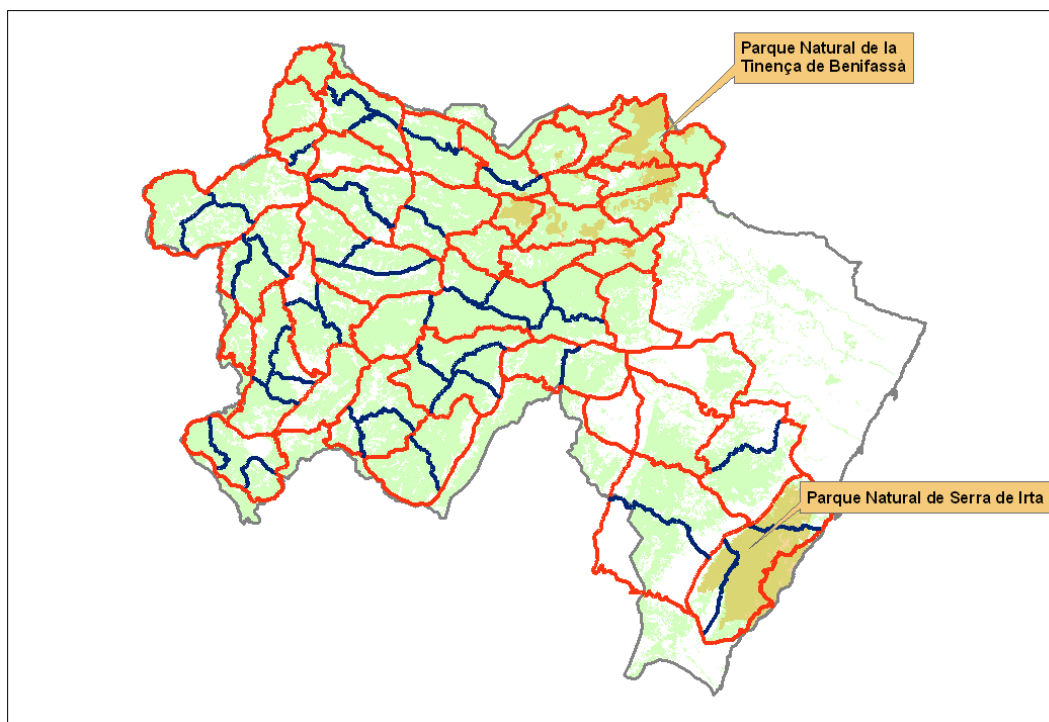 Parque Natural de la
Tinença de Benifassà
Parque Natural de Serra de Irta